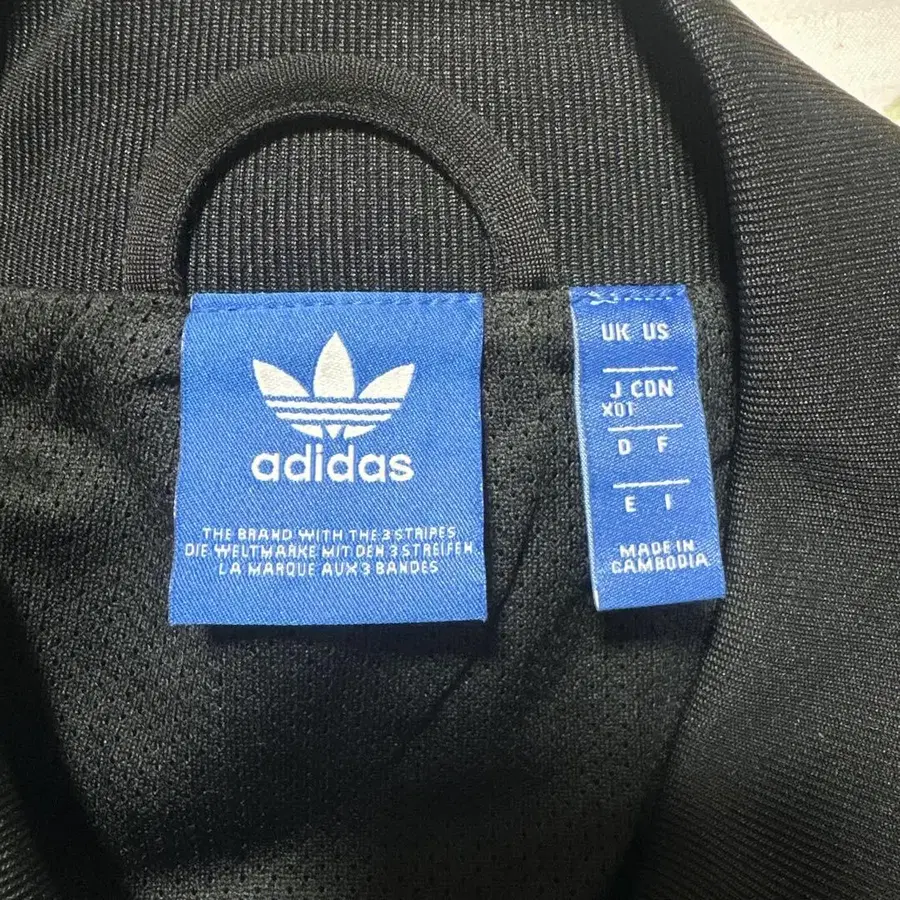 adidas
THE BRAND WITH THE 3 STRIPES
DIE WELTMARKE MIT DEN 3 STREIFEN
LA MARQUE AUX 3 BANDES
UK US
J CDN
XOT
D F
E I
MADE IN
CAMBODIA